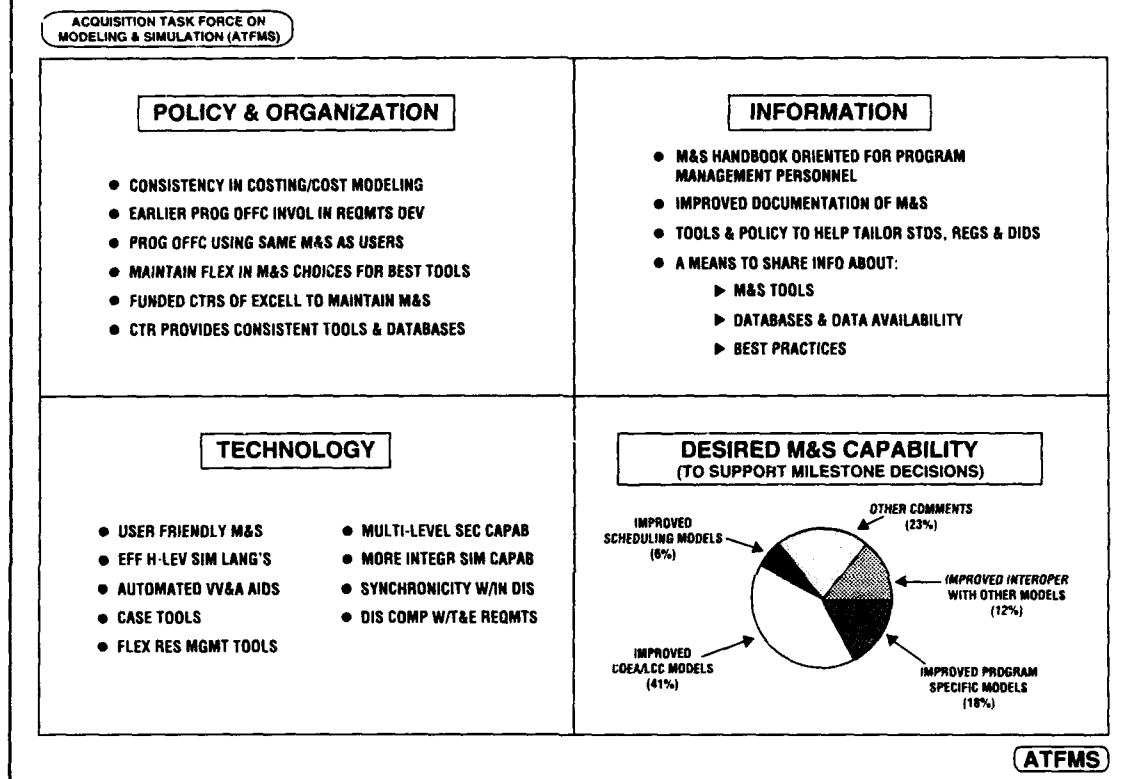 ACQUISITION TASK FORCE ON
MODELING & SIMULATION (ATFMS)
POLICY & ORGANIZATION
● CONSISTENCY IN COSTING/COST MODELING
● EARLIER PROG OFFC INVOL IN REQMTS DEV
● PROG OFFC USING SAME M&S AS USERS
● MAINTAIN FLEX IN M&S CHOICES FOR BEST TOOLS
● FUNDED CTRS OF EXCELL TO MAINTAIN M&S
● CTR PROVIDES CONSISTENT TOOLS & DATABASES
INFORMATION
● M&S HANDBOOK ORIENTED FOR PROGRAM
MANAGEMENT PERSONNEL
● IMPROVED DOCUMENTATION OF M&S
● TOOLS & POLICY TO HELP TAILOR STDS, REGS & DIDS
● A MEANS TO SHARE INFO ABOUT:
▶ M&S TOOLS
▶ DATABASES & DATA AVAILABILITY
▶ BEST PRACTICES
TECHNOLOGY
● USER FRIENDLY M&S
● EFF H-LEV SIM LANG'S
● AUTOMATED VV&A AIDS
● CASE TOOLS
● FLEX RES MGMT TOOLS
● MULTI-LEVEL SEC CAPAB
● MORE INTEGR SIM CAPAB
● SYNCHRONICITY W/IN DIS
● DIS COMP W/T&E REQMTS
DESIRED M&S CAPABILITY
(TO SUPPORT MILESTONE DECISIONS)
IMPROVED
SCHEDULING MODELS
(6%)
OTHER COMMENTS
(23%)
IMPROVED INTEROPER
WITH OTHER MODELS
(12%)
IMPROVED
COEA/LCC MODELS
(41%)
IMPROVED PROGRAM
SPECIFIC MODELS
(18%)
ATFMS